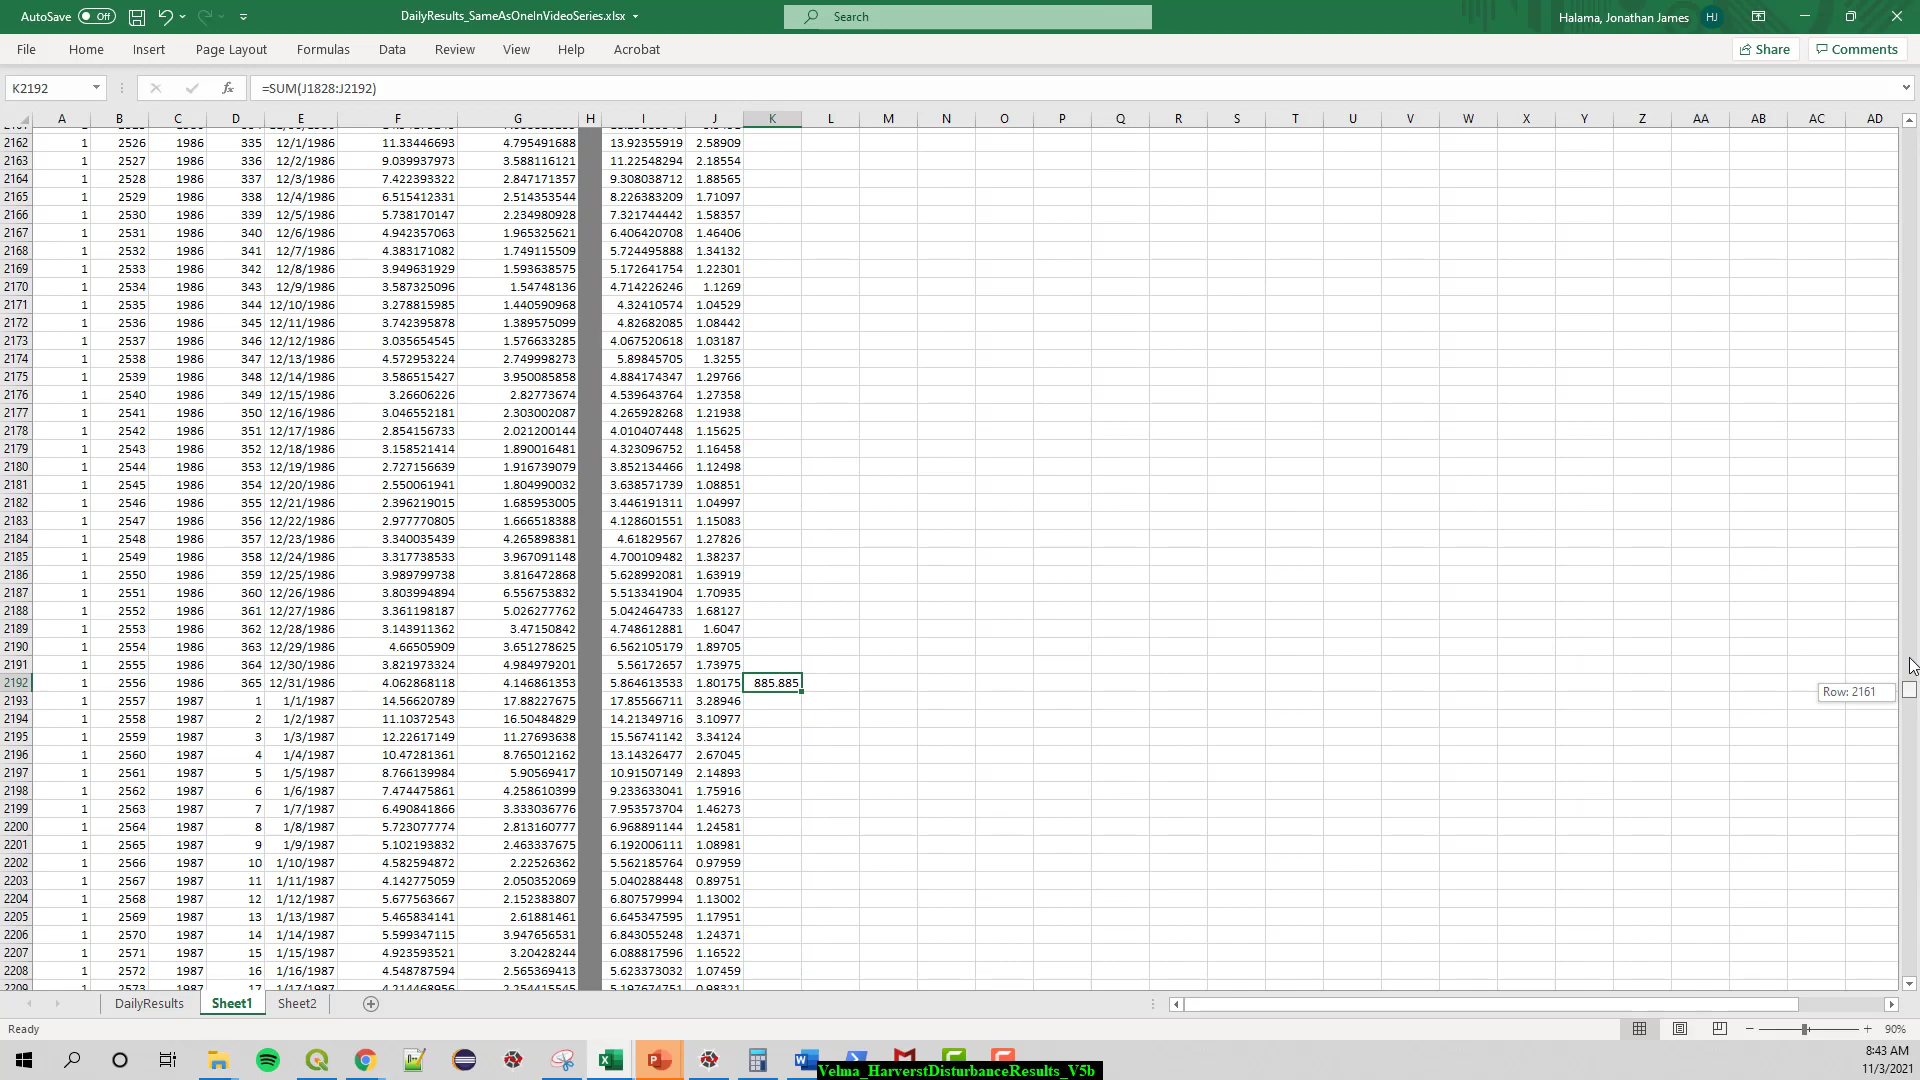 AutoSave Off DailyResults_SameAsOneInVideoSeries.xlsx Search Halama, Jonathan James HJ
File Home Insert Page Layout Formulas Data Review View Help Acrobat Share Comments
K2192 fx =SUM(J1828:J2192)
A B C D E F G H I J K L M N O P Q R S T U V W X Y Z AA AB AC AD
2162 1 2526 1986 335 12/1/1986 11.33446693 4.795491688 13.92355919 2.58909
2163 1 2527 1986 336 12/2/1986 9.039937973 3.588116121 11.22548294 2.18554
2164 1 2528 1986 337 12/3/1986 7.422393322 2.847171357 9.308038712 1.88565
2165 1 2529 1986 338 12/4/1986 6.515412331 2.514353544 8.226383209 1.71097
2166 1 2530 1986 339 12/5/1986 5.738170147 2.234980928 7.321744442 1.58357
2167 1 2531 1986 340 12/6/1986 4.942357063 1.965325621 6.406420708 1.46406
2168 1 2532 1986 341 12/7/1986 4.383171082 1.749115509 5.724495888 1.34132
2169 1 2533 1986 342 12/8/1986 3.949631929 1.593638575 5.172641754 1.22301
2170 1 2534 1986 343 12/9/1986 3.587325096 1.54748136 4.714226246 1.1269
2171 1 2535 1986 344 12/10/1986 3.278815985 1.440590968 4.32410574 1.04529
2172 1 2536 1986 345 12/11/1986 3.742395878 1.389575099 4.82682085 1.08442
2173 1 2537 1986 346 12/12/1986 3.035654545 1.576633285 4.067520618 1.03187
2174 1 2538 1986 347 12/13/1986 4.572953224 2.749998273 5.89845705 1.3255
2175 1 2539 1986 348 12/14/1986 3.586515427 3.950085858 4.884174347 1.29766
2176 1 2540 1986 349 12/15/1986 3.26606226 2.82773674 4.539643764 1.27358
2177 1 2541 1986 350 12/16/1986 3.046552181 2.303002087 4.265928268 1.21938
2178 1 2542 1986 351 12/17/1986 2.854156733 2.021200144 4.010407448 1.15625
2179 1 2543 1986 352 12/18/1986 3.158521414 1.890016481 4.323096752 1.16458
2180 1 2544 1986 353 12/19/1986 2.727156639 1.916739079 3.852134466 1.12498
2181 1 2545 1986 354 12/20/1986 2.550061941 1.804990032 3.638571739 1.08851
2182 1 2546 1986 355 12/21/1986 2.396219015 1.685953005 3.446191311 1.04997
2183 1 2547 1986 356 12/22/1986 2.977770805 1.666518388 4.128601551 1.15083
2184 1 2548 1986 357 12/23/1986 3.340035439 4.265898381 4.61829567 1.27826
2185 1 2549 1986 358 12/24/1986 3.317738533 3.967091148 4.700109482 1.38237
2186 1 2550 1986 359 12/25/1986 3.989799738 3.816472868 5.628992081 1.63919
2187 1 2551 1986 360 12/26/1986 3.803994894 6.556753832 5.513341904 1.70935
2188 1 2552 1986 361 12/27/1986 3.361198187 5.026277762 5.042464733 1.68127
2189 1 2553 1986 362 12/28/1986 3.143911362 3.47150842 4.748612881 1.6047
2190 1 2554 1986 363 12/29/1986 4.66505909 3.651278625 6.562105179 1.89705
2191 1 2555 1986 364 12/30/1986 3.821973324 4.984979201 5.56172657 1.73975
2192 1 2556 1986 365 12/31/1986 4.062868118 4.146861353 5.864613533 1.80175 885.885
Row: 2161
2193 1 2557 1987 1 1/1/1987 14.56620789 17.88227675 17.85566711 3.28946
2194 1 2558 1987 2 1/2/1987 11.10372543 16.50484829 14.21349716 3.10977
2195 1 2559 1987 3 1/3/1987 12.22617149 11.27693638 15.56741142 3.34124
2196 1 2560 1987 4 1/4/1987 10.47281361 8.765012162 13.14326477 2.67045
2197 1 2561 1987 5 1/5/1987 8.766139984 5.90569417 10.91507149 2.14893
2198 1 2562 1987 6 1/6/1987 7.474475861 4.258610399 9.233633041 1.75916
2199 1 2563 1987 7 1/7/1987 6.490841866 3.333036776 7.953573704 1.46273
2200 1 2564 1987 8 1/8/1987 5.723077774 2.813160777 6.968891144 1.24581
2201 1 2565 1987 9 1/9/1987 5.102193832 2.463337675 6.192006111 1.08981
2202 1 2566 1987 10 1/10/1987 4.582594872 2.22526362 5.562185764 0.97959
2203 1 2567 1987 11 1/11/1987 4.142775059 2.050352069 5.040288448 0.89751
2204 1 2568 1987 12 1/12/1987 5.677563667 2.152383807 6.807579994 1.13002
2205 1 2569 1987 13 1/13/1987 5.465834141 2.61881461 6.645347595 1.17951
2206 1 2570 1987 14 1/14/1987 5.599347115 3.947656531 6.843055248 1.24371
2207 1 2571 1987 15 1/15/1987 4.923593521 3.20428244 6.088817596 1.16522
2208 1 2572 1987 16 1/16/1987 4.548787594 2.565369413 5.623373032 1.07459
2209 1 2573 1987 17 1/17/1987 4.214468956 2.254415545 5.197674751 0.98321
DailyResults Sheet1 Sheet2
Ready 90%
8:43 AM
Velma_HarverstDisturbanceResults_V5b
11/3/2021